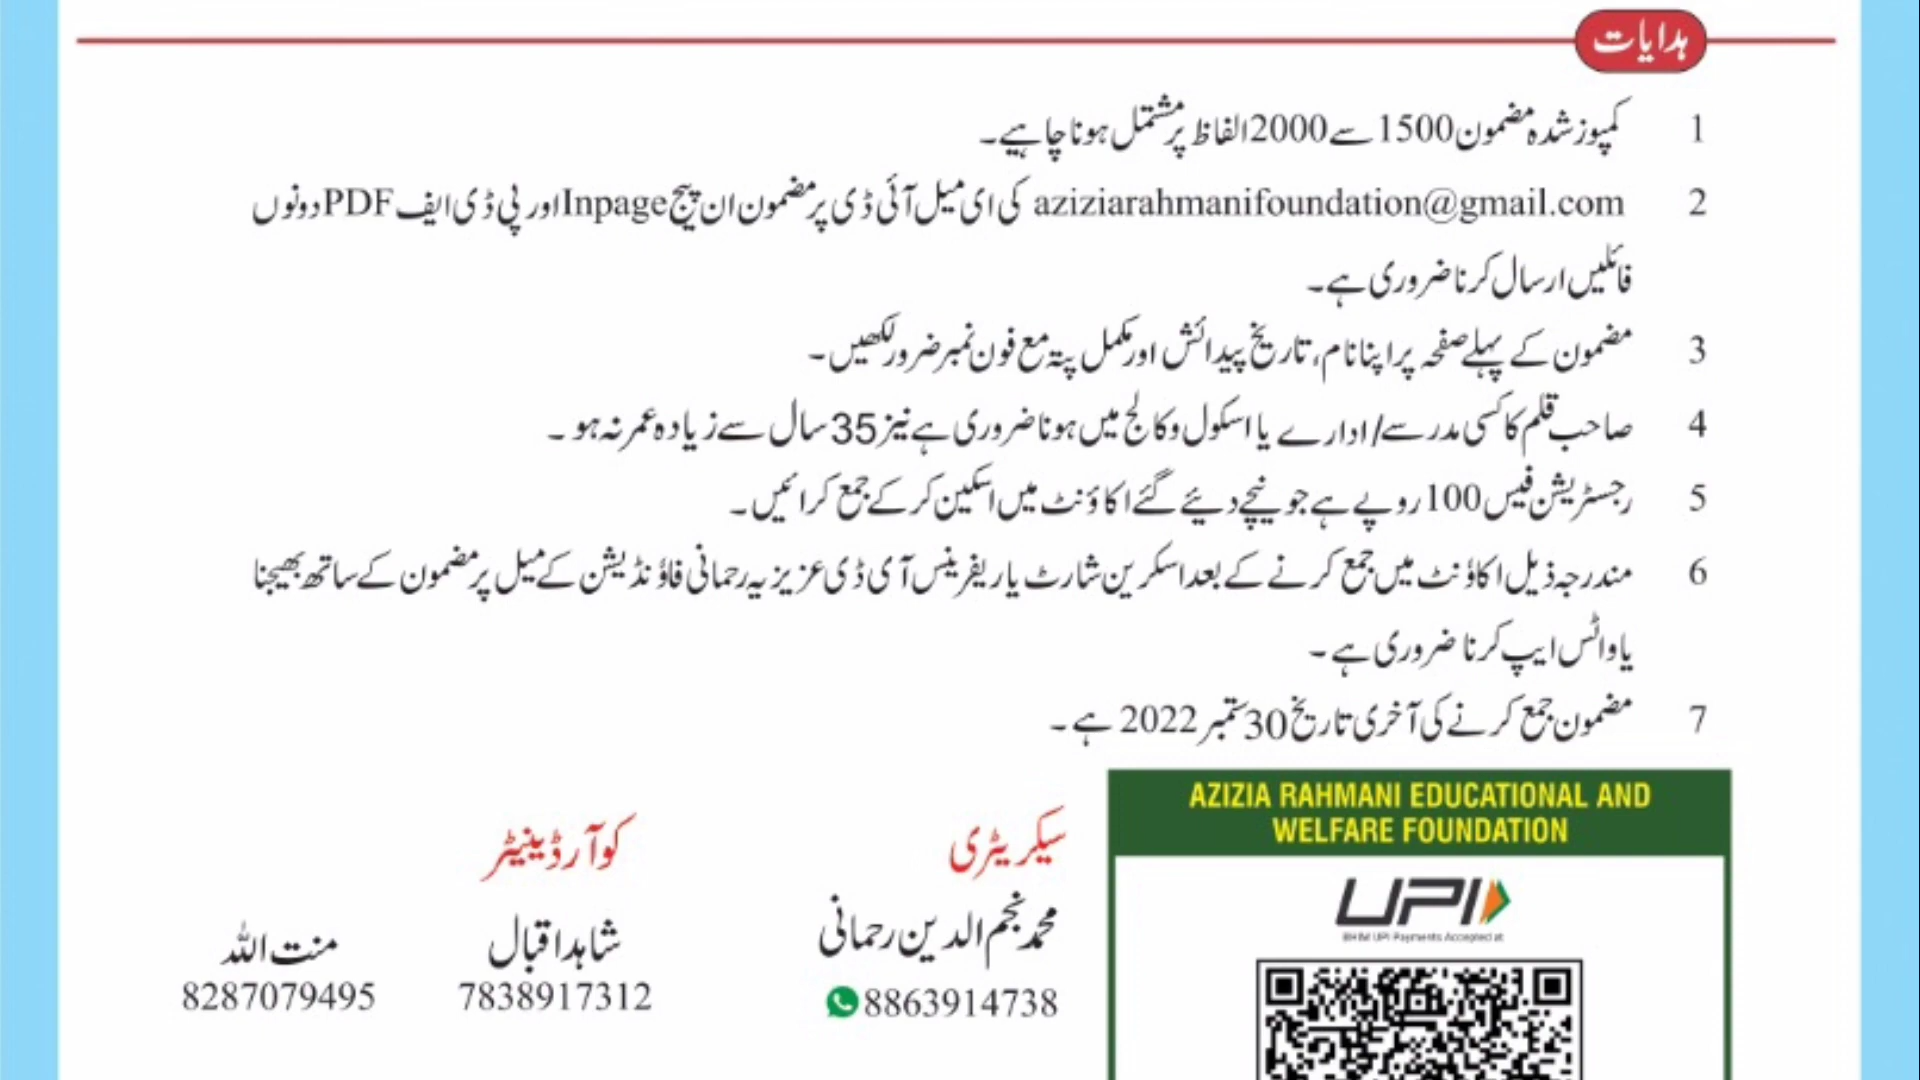 ہدایات
1 کمپوز شدہ مضمون 1500 سے 2000 الفاظ پر مشتمل ہونا چاہیے۔
2 aziziarahmanifoundation@gmail.com کی ای میل آئی ڈی پر مضمون ان پیج Inpage اور پی ڈی ایف PDF دونوں
فائلیں ارسال کرنا ضروری ہے۔
3 مضمون کے پہلے صفحہ پر اپنا نام، تاریخ پیدائش اور مکمل پتہ مع فون نمبر ضرور لکھیں۔
4 صاحب قلم کا کسی مدرسے/ ادارے یا اسکول و کالج میں ہونا ضروری ہے نیز 35 سال سے زیادہ عمر نہ ہو۔
5 رجسٹریشن فیس 100 روپے ہے جو نیچے دیئے گئے اکاؤنٹ میں اسکین کر کے جمع کرائیں۔
6 مندرجہ ذیل اکاؤنٹ میں جمع کرنے کے بعد اسکرین شارٹ یا ریفرینس آی ڈی عزیزیہ رحمانی فاؤنڈیشن کے میل پر مضمون کے ساتھ بھیجنا
یا واٹس ایپ کرنا ضروری ہے۔
7 مضمون جمع کرنے کی آخری تاریخ 30 ستمبر 2022 ہے۔
AZIZIA RAHMANI EDUCATIONAL AND
WELFARE FOUNDATION
UPI
BHIM UPI Payments Accepted at
سیکریٹری
محمد نجم الدین رحمانی
8863914738
کوآرڈینیٹر
شاہد اقبال
7838917312
منت اللہ
8287079495